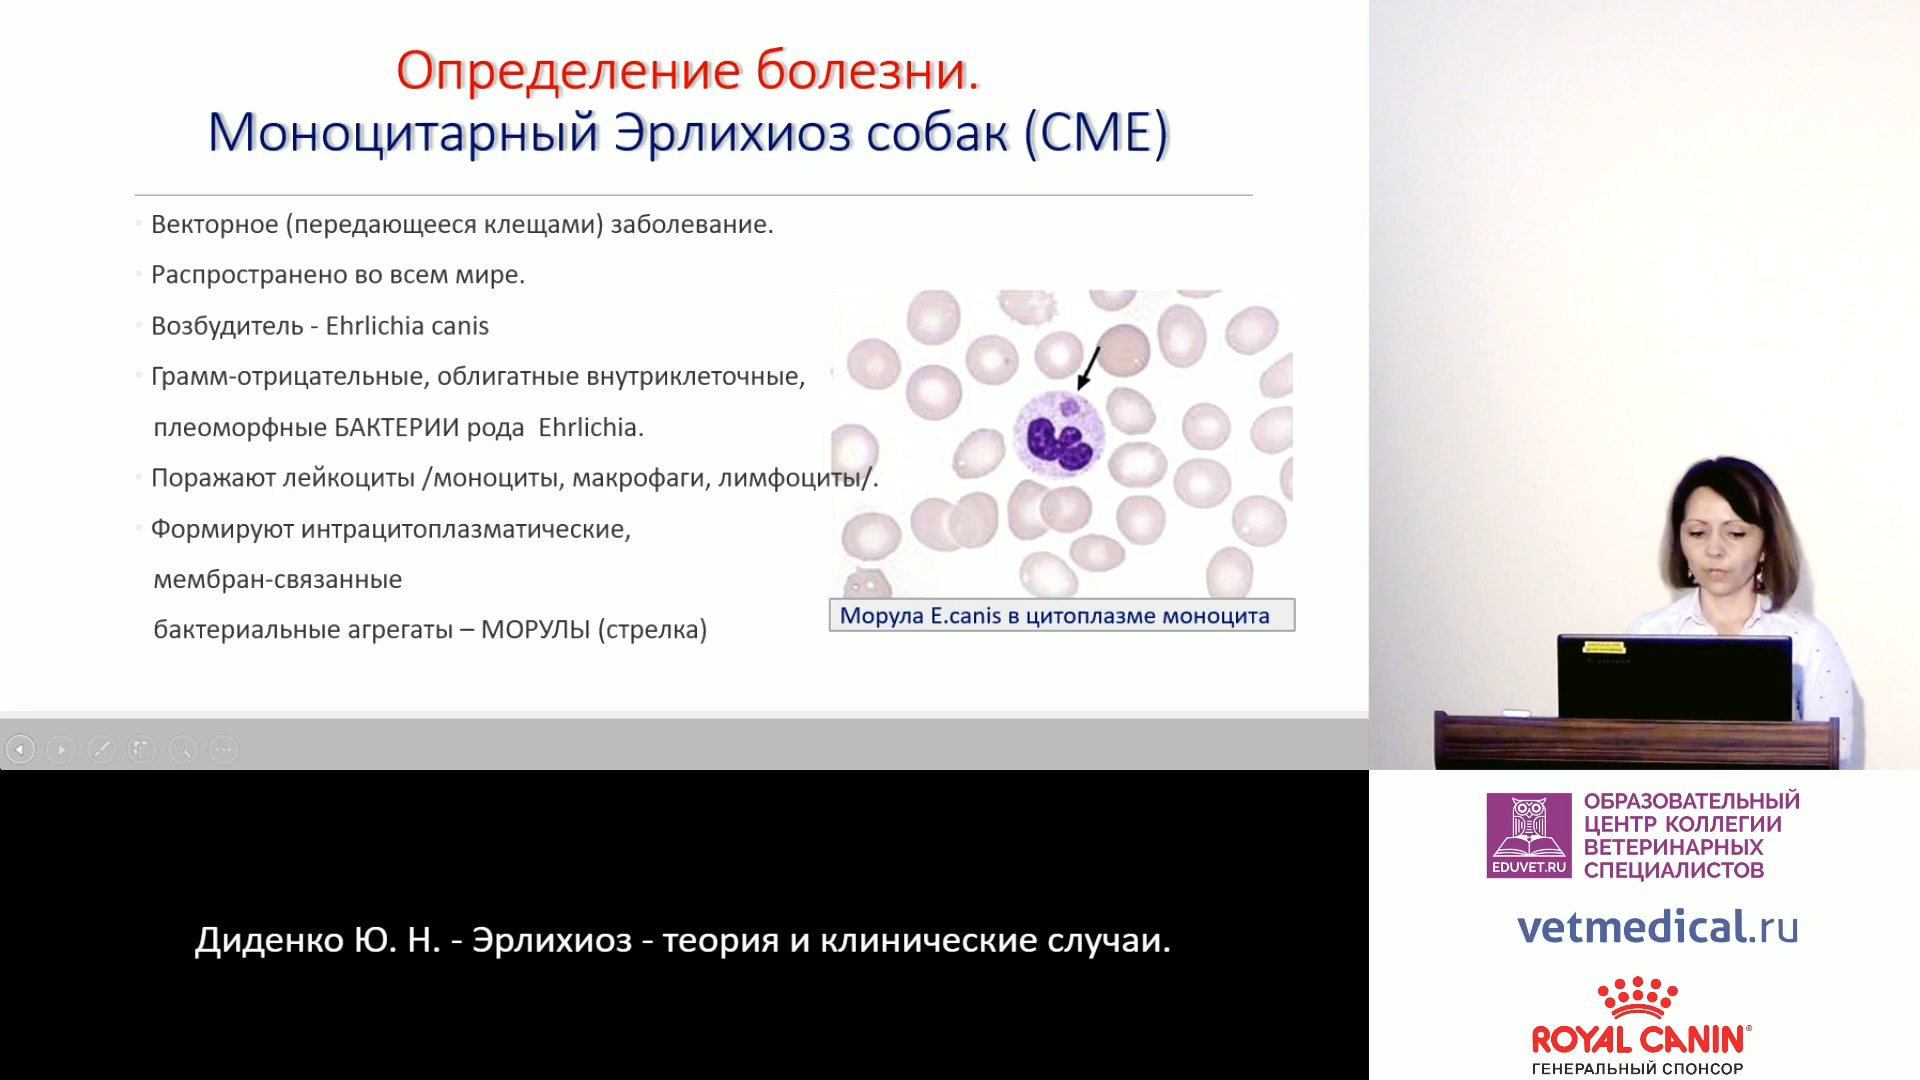 Определение болезни.
Моноцитарный Эрлихиоз собак (CME)
Векторное (передающееся клещами) заболевание.
Распространено во всем мире.
Возбудитель - Ehrlichia canis
Грамм-отрицательные, облигатные внутриклеточные,
плеоморфные БАКТЕРИИ рода Ehrlichia.
Поражают лейкоциты /моноциты, макрофаги, лимфоциты/.
Формируют интрацитоплазматические,
мембран-связанные
бактериальные агрегаты – МОРУЛЫ (стрелка)
Морула E.canis в цитоплазме моноцита
Диденко Ю. Н. - Эрлихиоз - теория и клинические случаи.
EDUVET.RU
ОБРАЗОВАТЕЛЬНЫЙ
ЦЕНТР КОЛЛЕГИИ
ВЕТЕРИНАРНЫХ
СПЕЦИАЛИСТОВ
vetmedical.ru
ROYAL CANIN®
ГЕНЕРАЛЬНЫЙ СПОНСОР